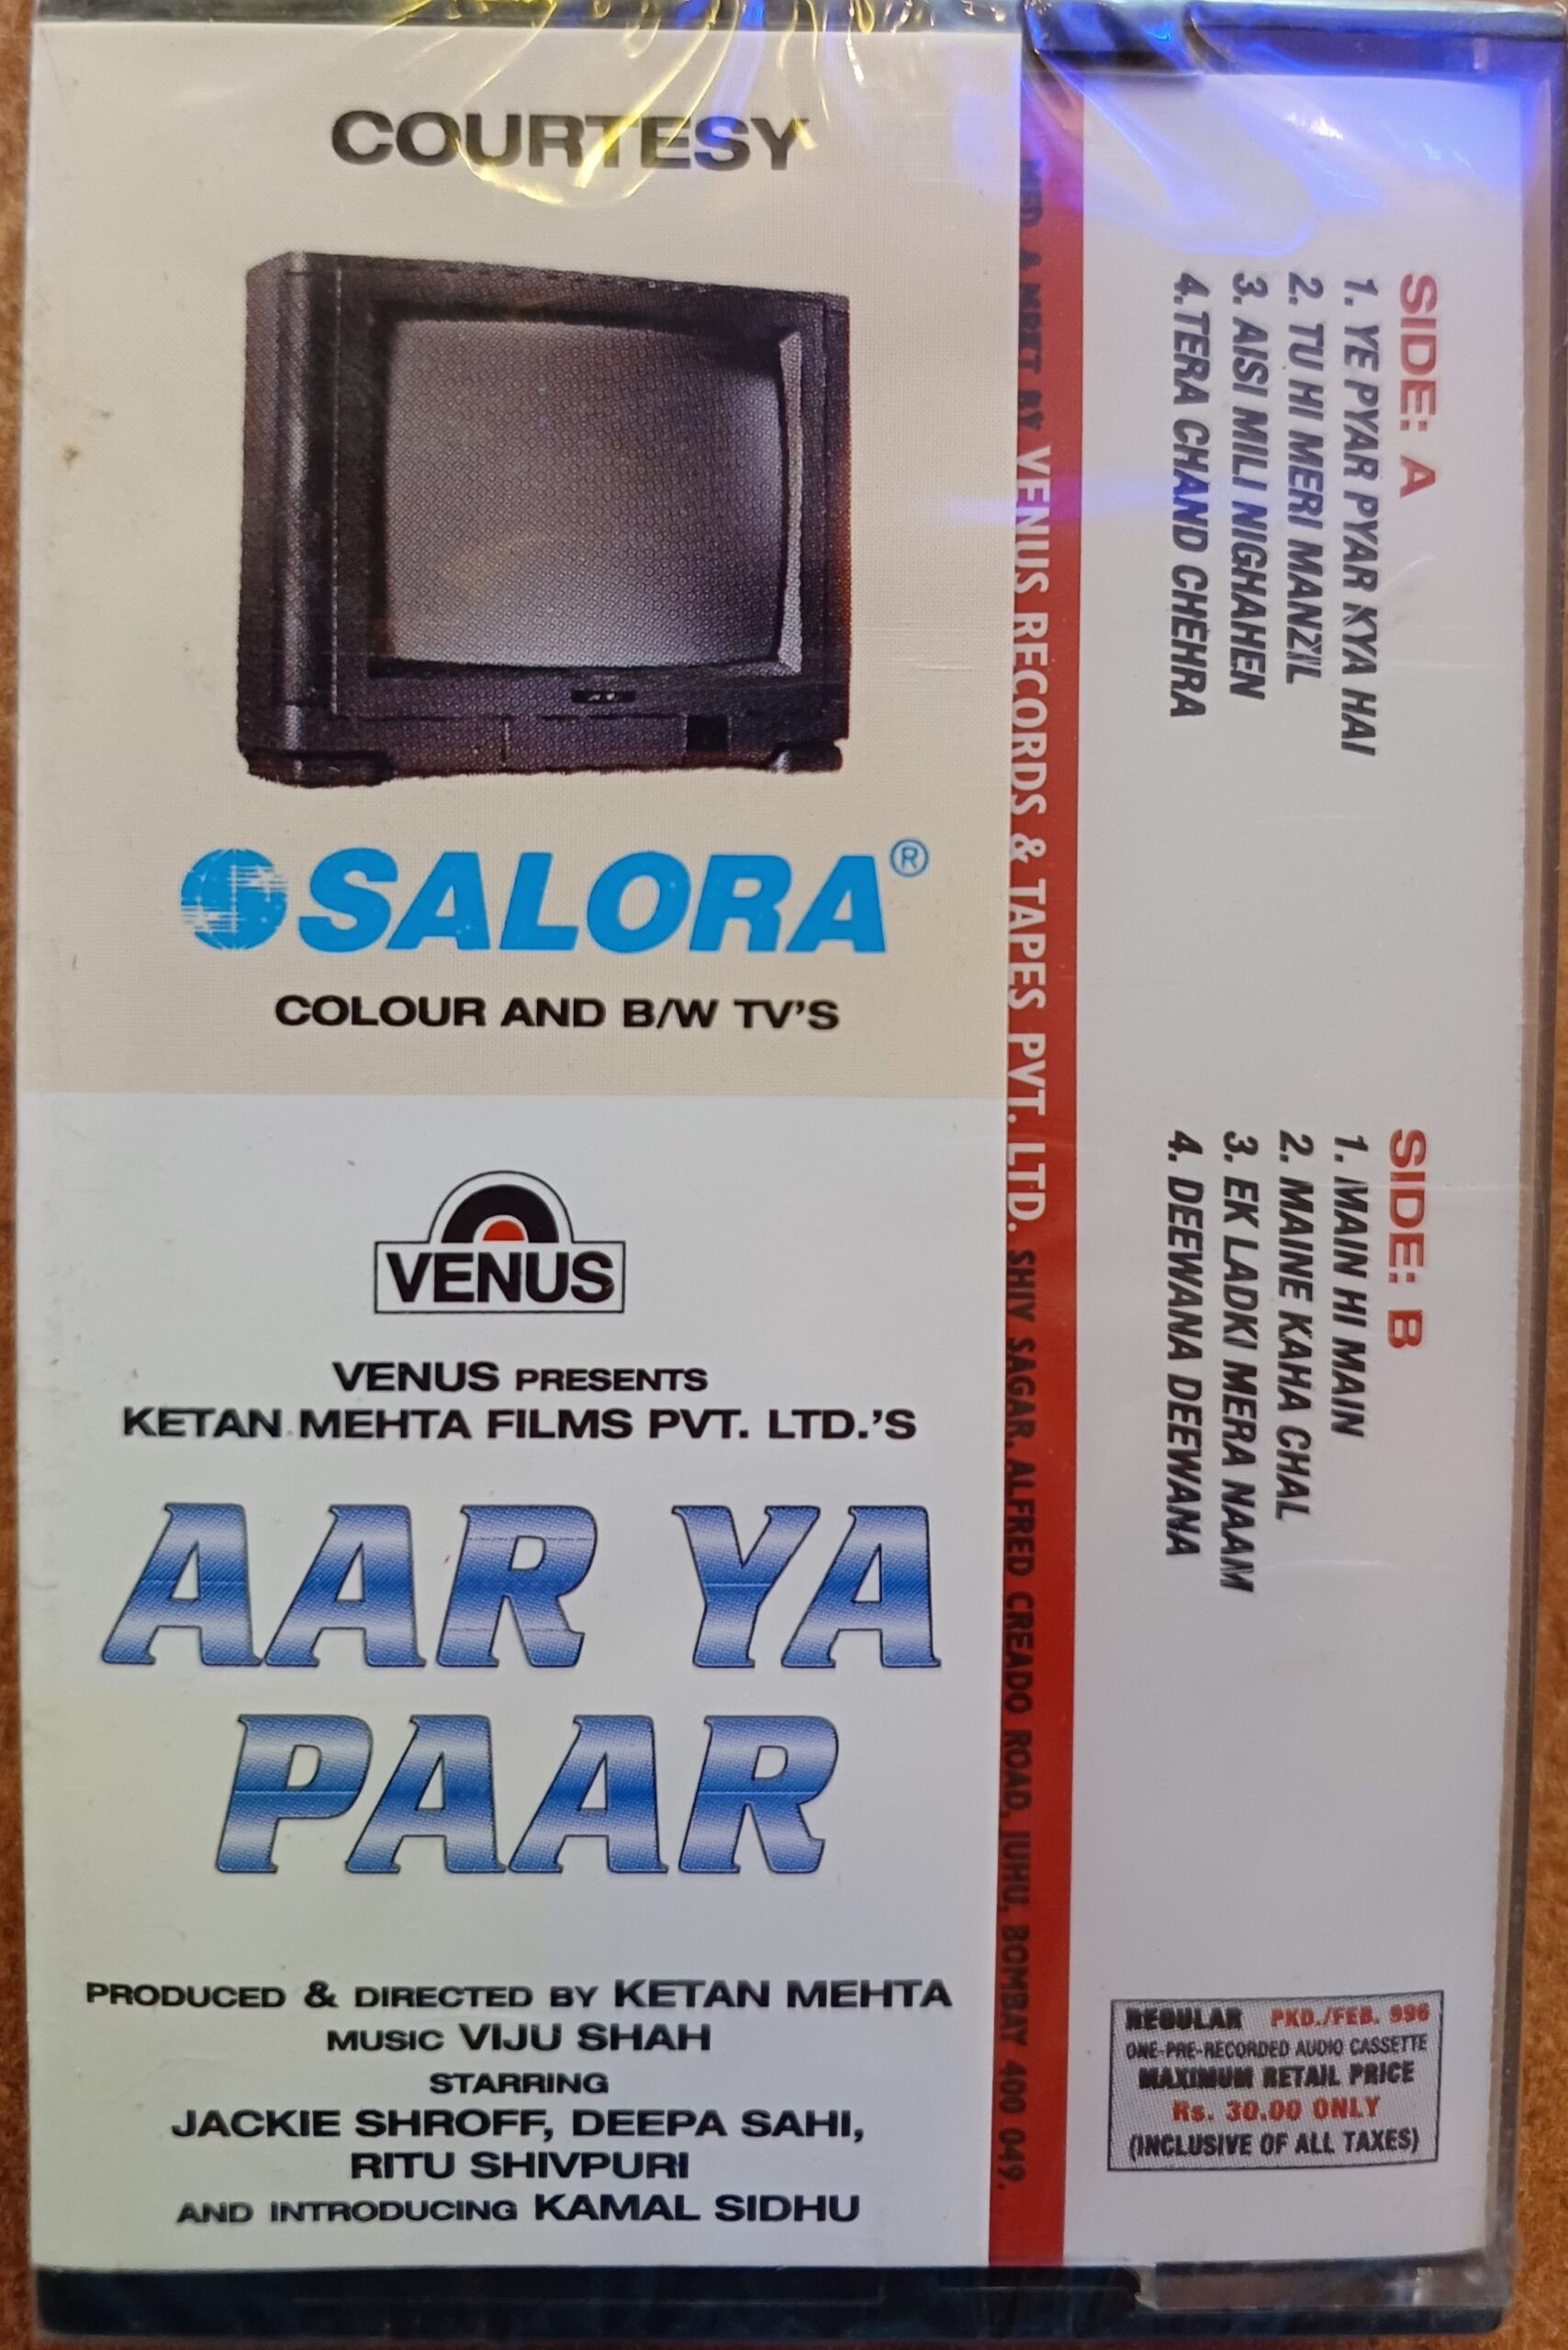 COURTESY
SALORA®
COLOUR AND B/W TV'S
VENUS
VENUS PRESENTS
KETAN MEHTA FILMS PVT. LTD.'S
AAR YA
PAAR
PRODUCED & DIRECTED BY KETAN MEHTA
MUSIC VIJU SHAH
STARRING
JACKIE SHROFF, DEEPA SAHI,
RITU SHIVPURI
AND INTRODUCING KAMAL SIDHU
MFD & MRKT BY VENUS RECORDS & TAPES PVT. LTD. SHIV SAGAR, ALFRED CREADO ROAD, JUHU, BOMBAY 400 049.
SIDE: A
1. YE PYAR PYAR KYA HAI
2. TU HI MERI MANZIL
3. AISI MILI NIGHAHEN
4. TERA CHAND CHEHRA
SIDE: B
1. MAIN HI MAIN
2. MAINE KAHA CHAL
3. EK LADKI MERA NAAM
4. DEEWANA DEEWANA
REGULAR PKD./FEB. 996
ONE-PRE-RECORDED AUDIO CASSETTE
MAXIMUM RETAIL PRICE
Rs. 30.00 ONLY
(INCLUSIVE OF ALL TAXES)